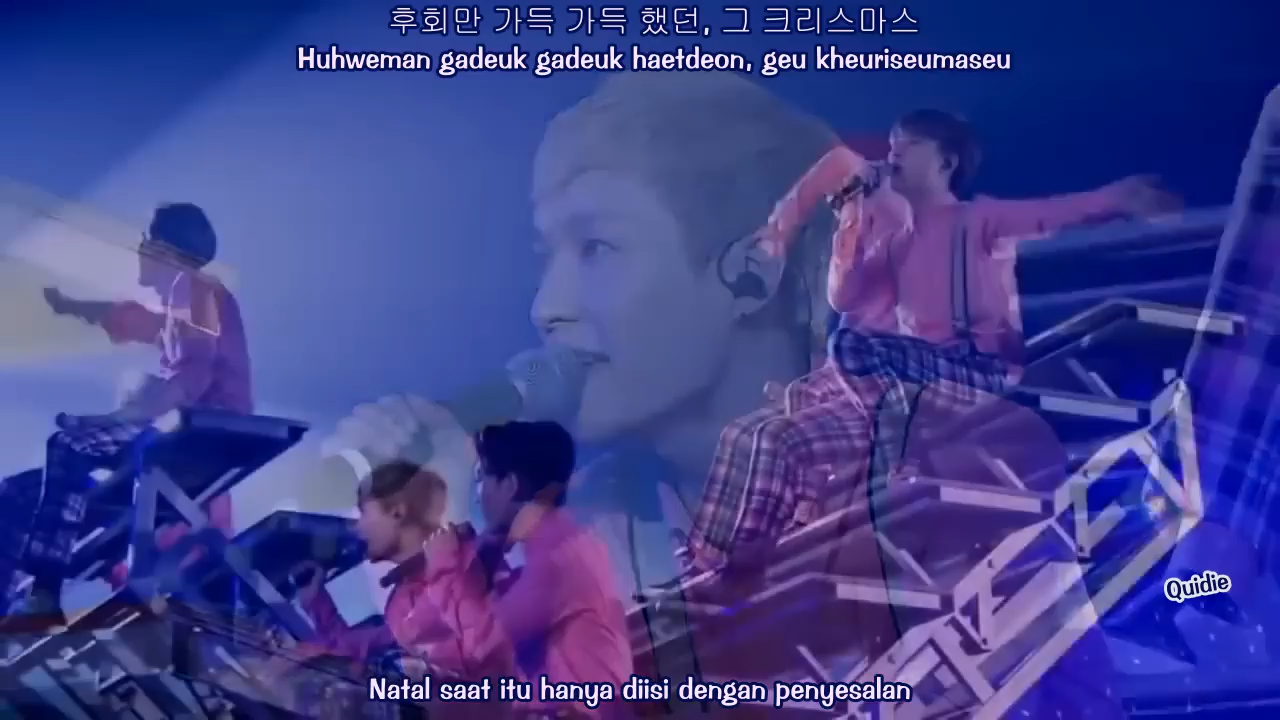 후회만 가득 가득 했던, 그 크리스마스
Huhweman gadeuk gadeuk haetdeon, geu kheuriseumaseu
Quidie
Natal saat itu hanya diisi dengan penyesalan